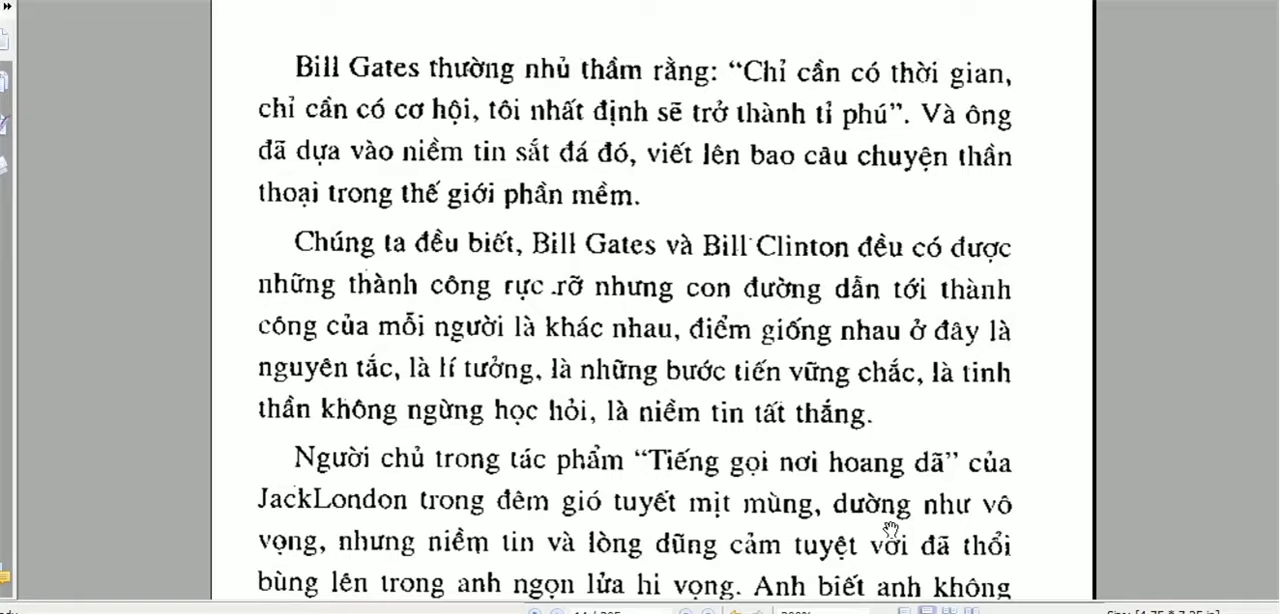 Bill Gates thường nhủ thầm rằng: “Chỉ cần có thời gian,
chỉ cần có cơ hội, tôi nhất định sẽ trở thành tỉ phú”. Và ông
đã dựa vào niềm tin sắt đá đó, viết lên bao câu chuyện thần
thoại trong thế giới phần mềm.
Chúng ta đều biết, Bill Gates và Bill Clinton đều có được
những thành công rực rỡ nhưng con đường dẫn tới thành
công của mỗi người là khác nhau, điểm giống nhau ở đây là
nguyên tắc, là lí tưởng, là những bước tiến vững chắc, là tinh
thần không ngừng học hỏi, là niềm tin tất thắng.
Người chủ trong tác phẩm “Tiếng gọi nơi hoang dã” của
JackLondon trong đêm gió tuyết mịt mùng, dường như vô
vọng, nhưng niềm tin và lòng dũng cảm tuyệt vời đã thổi
bùng lên trong anh ngọn lửa hi vọng. Anh biết anh không